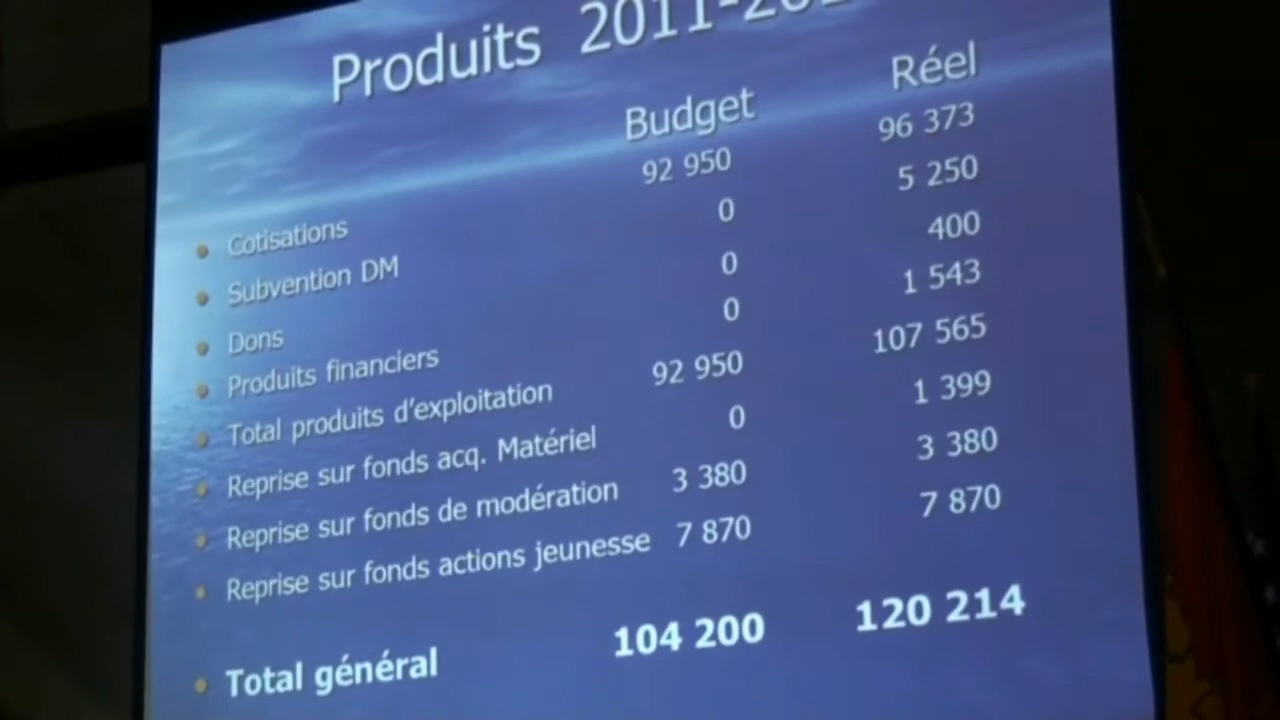 Produits 2011-20
Budget Réel
Cotisations 92 950 96 373
Subvention DM 0 5 250
Dons 0 400
Produits financiers 0 1 543
Total produits d'exploitation 92 950 107 565
Reprise sur fonds acq. Matériel 0 1 399
Reprise sur fonds de modération 3 380 3 380
Reprise sur fonds actions jeunesse 7 870 7 870
Total général 104 200 120 214